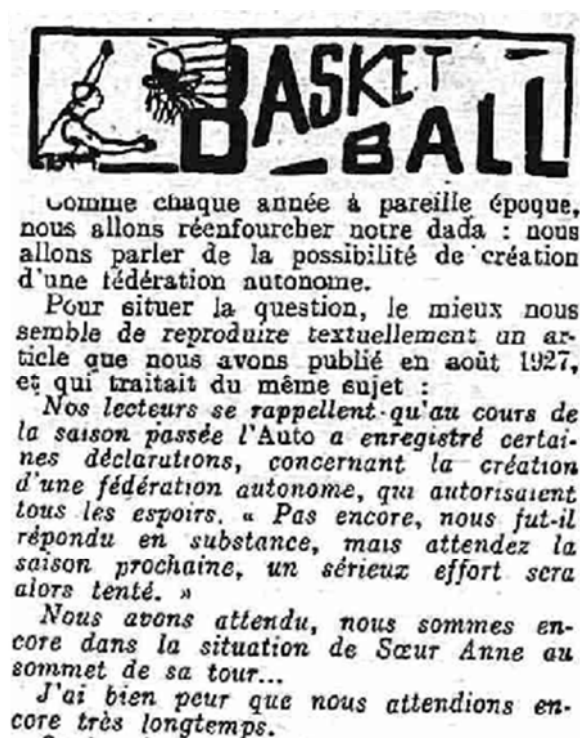 BASKET
BALL
Comme chaque année à pareille époque,
nous allons réenfourcher notre dada : nous
allons parler de la possibilité de création
d'une fédération autonome.
Pour situer la question, le mieux nous
semble de reproduire textuellement un ar-
ticle que nous avons publié en août 1927,
et qui traitait du même sujet :
Nos lecteurs se rappellent qu'au cours de
la saison passée l'Auto a enregistré certai-
nes déclarations, concernant la création
d'une fédération autonome, qui autorisaient
tous les espoirs. « Pas encore, nous fut-il
répondu en substance, mais attendez la
saison prochaine, un sérieux effort sera
alors tenté. »
Nous avons attendu, nous sommes en-
core dans la situation de Sœur Anne au
sommet de sa tour...
J'ai bien peur que nous attendions en-
core très longtemps.